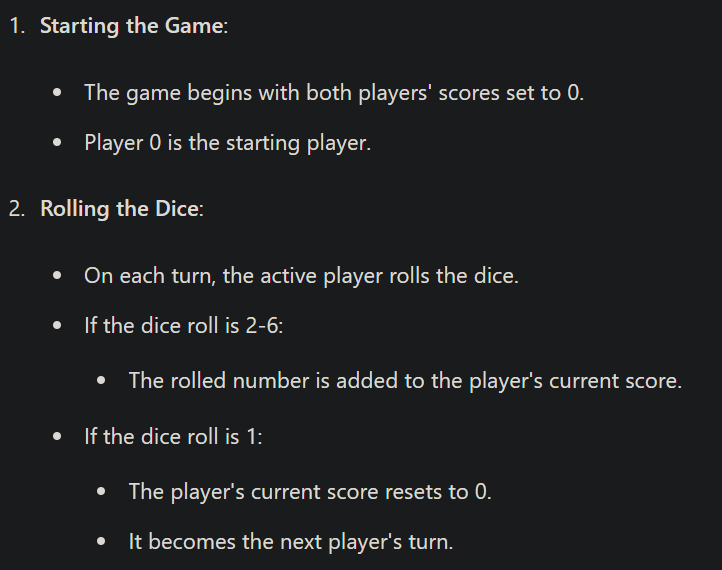 1. Starting the Game:
• The game begins with both players' scores set to 0.
• Player 0 is the starting player.
2. Rolling the Dice:
• On each turn, the active player rolls the dice.
• If the dice roll is 2-6:
• The rolled number is added to the player's current score.
• If the dice roll is 1:
• The player's current score resets to 0.
• It becomes the next player's turn.